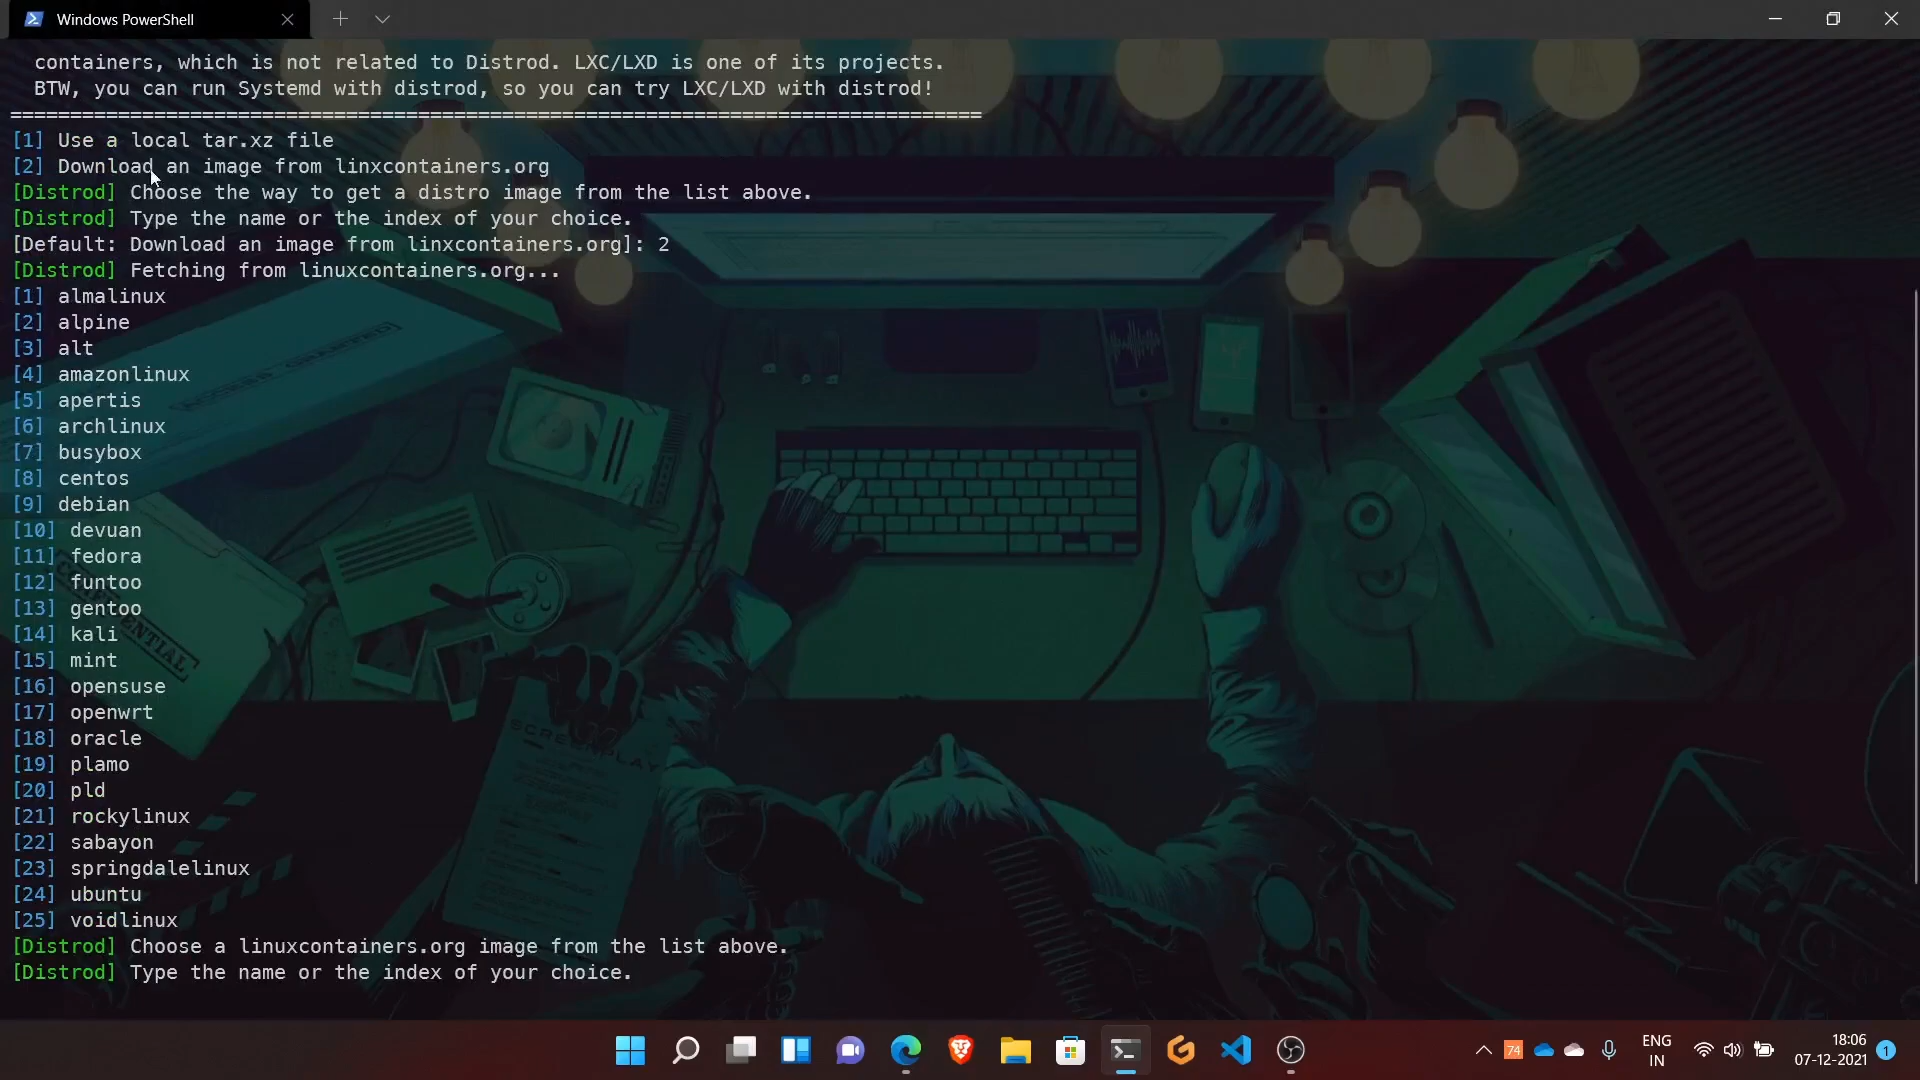 Windows PowerShell
containers, which is not related to Distrod. LXC/LXD is one of its projects.
BTW, you can run Systemd with distrod, so you can try LXC/LXD with distrod!
=================================================================================
[1] Use a local tar.xz file
[2] Download an image from linxcontainers.org
[Distrod] Choose the way to get a distro image from the list above.
[Distrod] Type the name or the index of your choice.
[Default: Download an image from linxcontainers.org]: 2
[Distrod] Fetching from linuxcontainers.org...
[1] almalinux
[2] alpine
[3] alt
[4] amazonlinux
[5] apertis
[6] archlinux
[7] busybox
[8] centos
[9] debian
[10] devuan
[11] fedora
[12] funtoo
[13] gentoo
[14] kali
[15] mint
[16] opensuse
[17] openwrt
[18] oracle
[19] plamo
[20] pld
[21] rockylinux
[22] sabayon
[23] springdalelinux
[24] ubuntu
[25] voidlinux
[Distrod] Choose a linuxcontainers.org image from the list above.
[Distrod] Type the name or the index of your choice.
SCREENPLAY
74
ENG
IN
18:06
07-12-2021
1